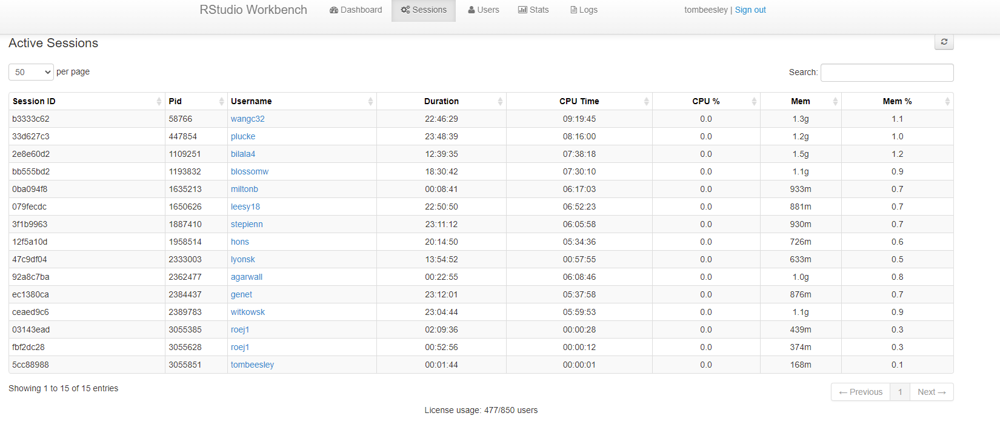 RStudio Workbench Dashboard Sessions Users Stats Logs tombeesley | Sign out
Active Sessions
50 per page Search:
Session ID Pid Username Duration CPU Time CPU % Mem Mem %
b3333c62 58766 wangc32 22:46:29 09:19:45 0.0 1.3g 1.1
33d627c3 447854 plucke 23:48:39 08:16:00 0.0 1.2g 1.0
2e8e60d2 1109251 bilala4 12:39:35 07:38:18 0.0 1.5g 1.2
bb555bd2 1193832 blossomw 18:30:42 07:30:10 0.0 1.1g 0.9
0ba094f8 1635213 miltonb 00:08:41 06:17:03 0.0 933m 0.7
079fecdc 1650626 leesy18 22:50:50 06:52:23 0.0 881m 0.7
3f1b9963 1887410 stepienn 23:11:12 06:05:58 0.0 930m 0.7
12f5a10d 1958514 hons 20:14:50 05:34:36 0.0 726m 0.6
47c9df04 2333003 lyonsk 13:54:52 00:57:55 0.0 633m 0.5
92a8c7ba 2362477 agarwall 00:22:55 06:08:46 0.0 1.0g 0.8
ec1380ca 2384437 genet 23:12:01 05:37:58 0.0 876m 0.7
ceaed9c6 2389783 witkowsk 23:04:44 05:59:53 0.0 1.1g 0.9
03143ead 3055385 roej1 02:09:36 00:00:28 0.0 439m 0.3
fbf2dc28 3055628 roej1 00:52:56 00:00:12 0.0 374m 0.3
5cc88988 3055851 tombeesley 00:01:44 00:00:01 0.0 168m 0.1
Showing 1 to 15 of 15 entries ← Previous 1 Next →
License usage: 477/850 users